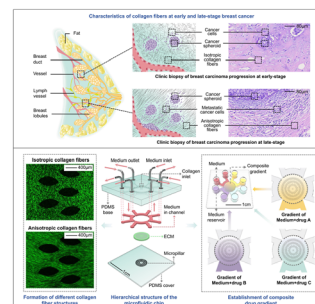 Characteristics of collagen fibers at early and late-stage breast cancer
Fat
Breast
duct
Vessel
Lymph
vessel
Breast
lobules
Cancer
cells
Cancer
spheroid
Isotropic
collagen
fibers
Clinic biopsy of breast carcinoma progression at early-stage
Cancer
spheroid
Metastatic
cancer cells
Anisotropic
collagen
fibers
Clinic biopsy of breast carcinoma progression at late-stage
Isotropic collagen fibers
400μm
Anisotropic collagen fibers
400μm
Formation of different collagen
fiber structures
Medium outlet
Medium inlet
Collagen
inlet
PDMS
base
Medium
in channel
ECM
Micropillar
1cm
PDMS cover
Hierarchical structure of the
microfluidic chip
Medium
Composite
gradient
1cm
Medium
reservoir
Gradient of
Medium+drug A
Gradient of
Medium+drug B
Gradient of
Medium+drug C
Establishment of composite
drug gradient